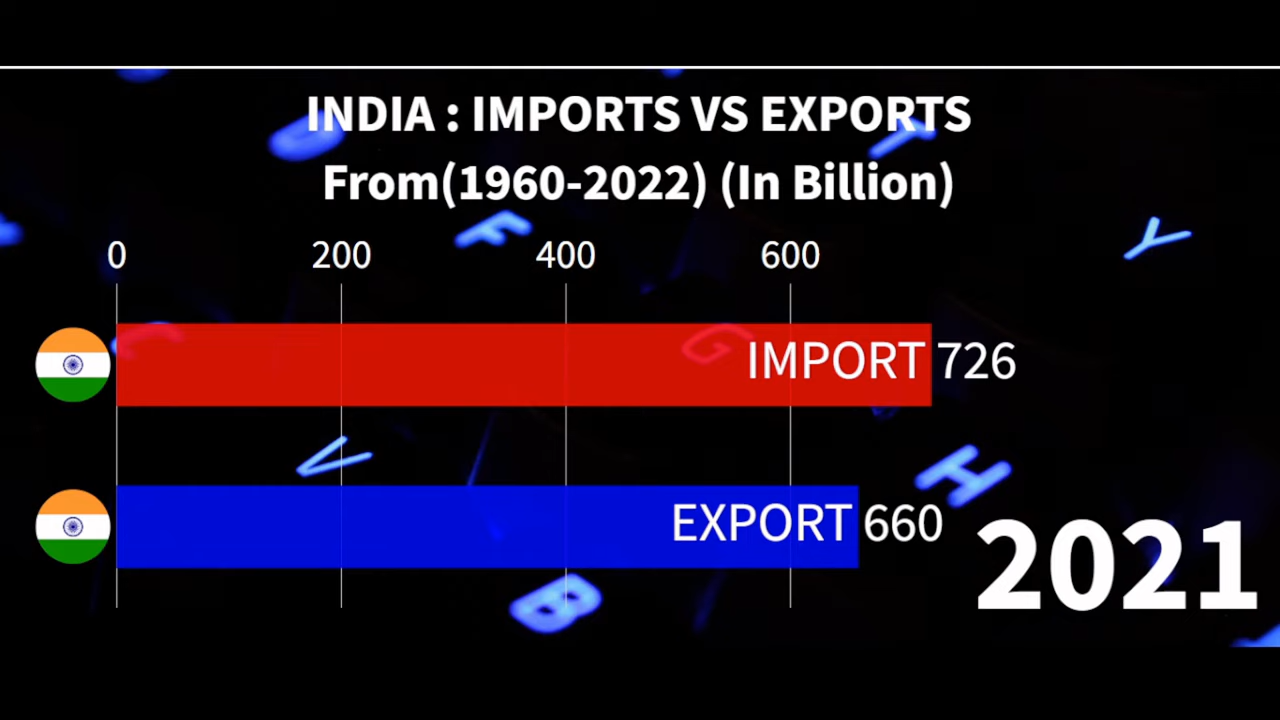 INDIA : IMPORTS VS EXPORTS
From(1960-2022) (In Billion)
0 200 400 600
IMPORT 726
EXPORT 660
2021